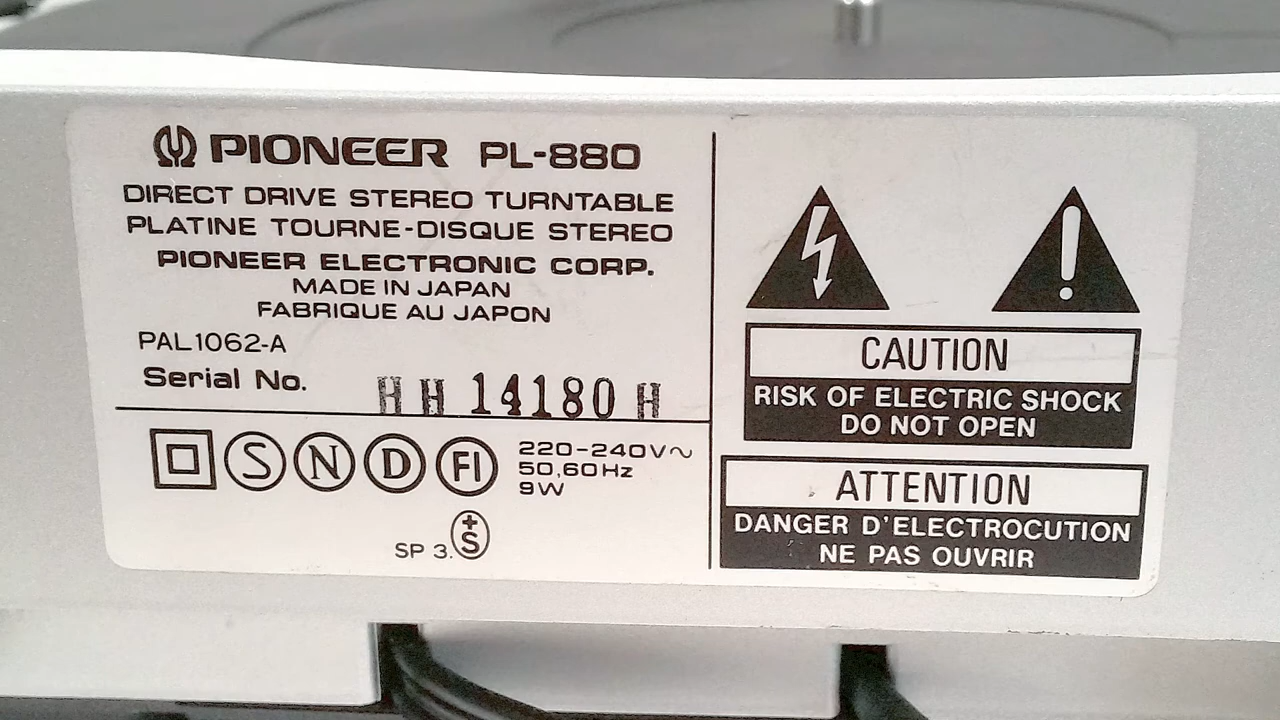 PIONEER PL-880
DIRECT DRIVE STEREO TURNTABLE
PLATINE TOURNE-DISQUE STEREO
PIONEER ELECTRONIC CORP.
MADE IN JAPAN
FABRIQUE AU JAPON
PAL1062-A
Serial No. HH14180H
S N D FI
220-240V~
50,60Hz
9W
SP 3. +S
CAUTION
RISK OF ELECTRIC SHOCK
DO NOT OPEN
ATTENTION
DANGER D'ELECTROCUTION
NE PAS OUVRIR